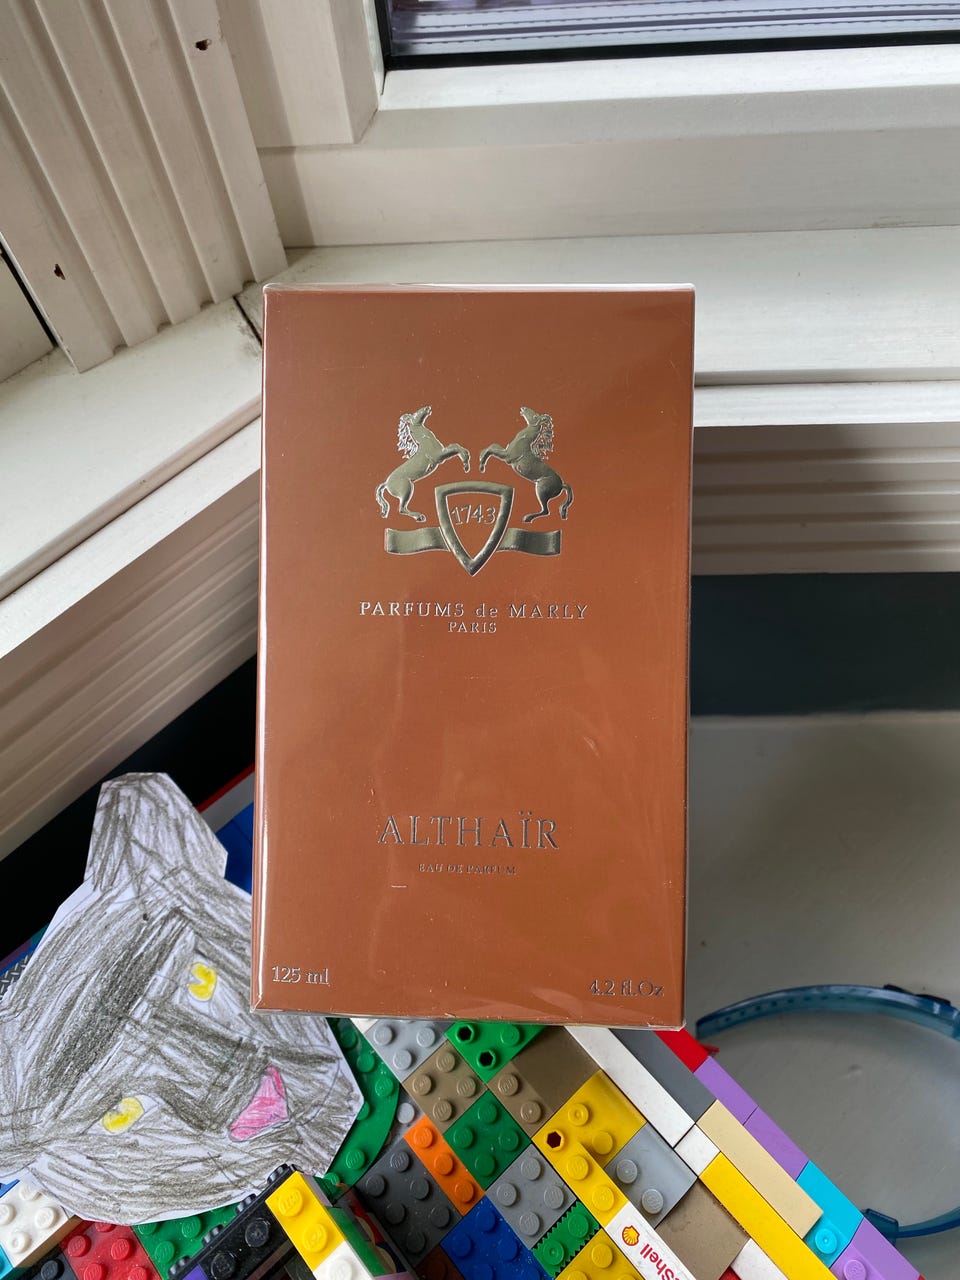 1743
PARFUMS de MARLY
PARIS
ALTHAÏR
EAU DE PARFUM
125 ml
4.2 fl.Oz
Shell